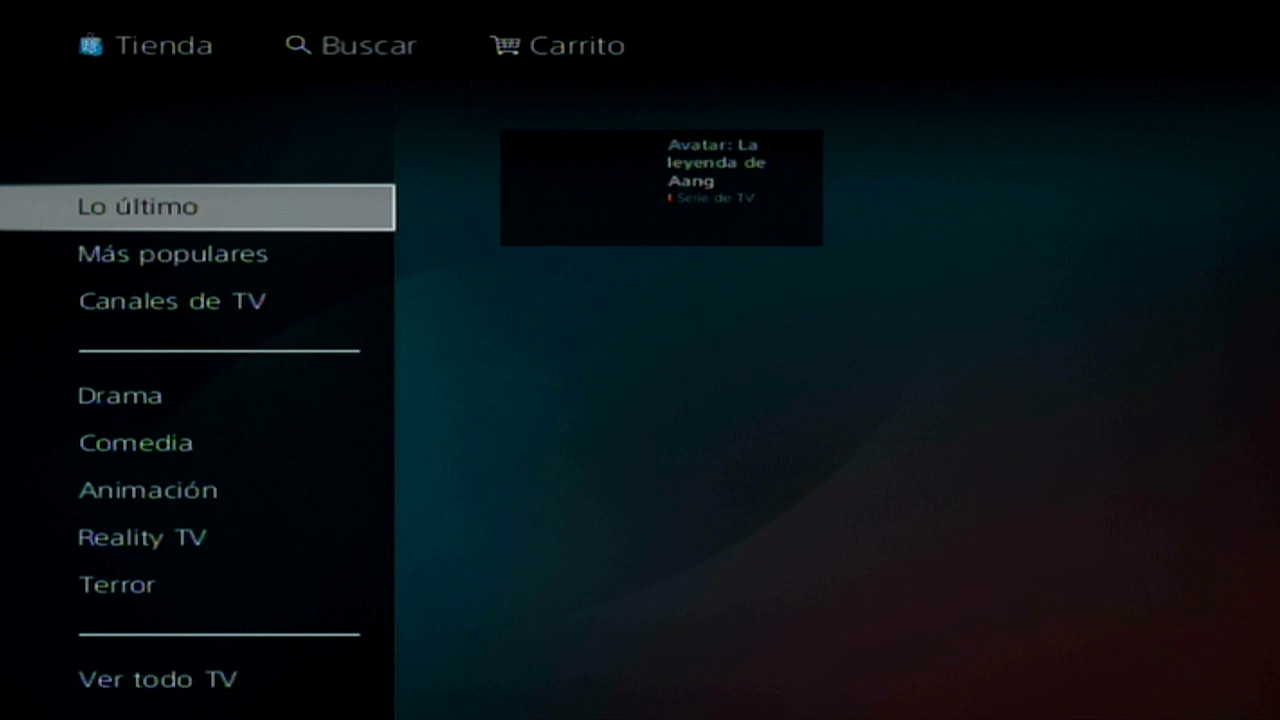 Tienda
Buscar
Carrito
Lo último
Más populares
Canales de TV
Drama
Comedia
Animación
Reality TV
Terror
Ver todo TV
Avatar: La
leyenda de
Aang
Serie de TV